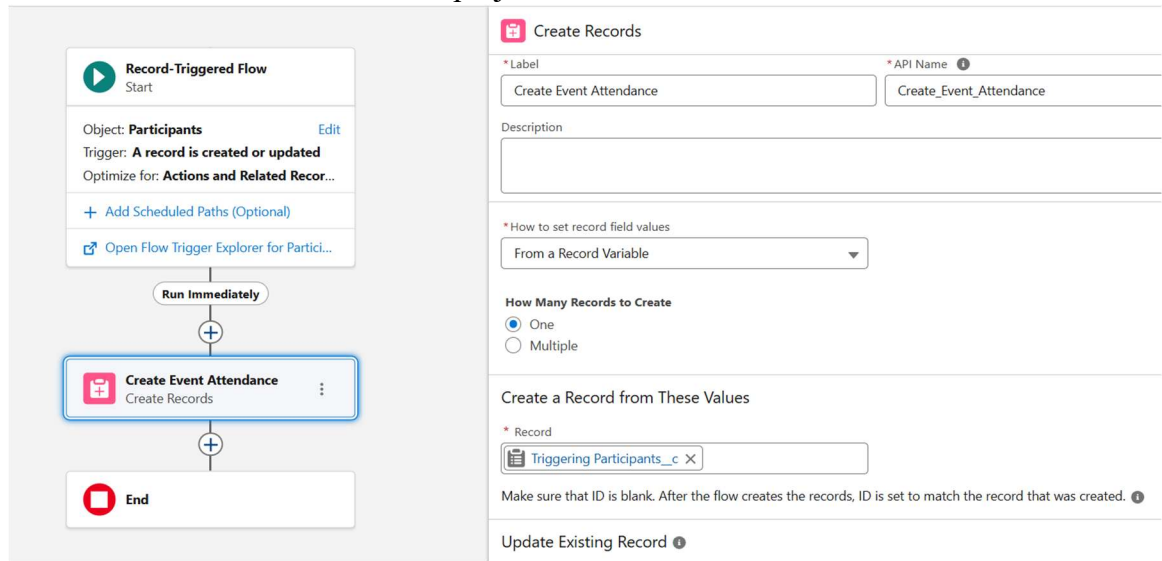 Record-Triggered Flow
Start
Object: Participants Edit
Trigger: A record is created or updated
Optimize for: Actions and Related Recor...
+ Add Scheduled Paths (Optional)
Open Flow Trigger Explorer for Partici...
Run Immediately
Create Event Attendance
Create Records
End
Create Records
*Label
Create Event Attendance
*API Name
Create_Event_Attendance
Description
*How to set record field values
From a Record Variable
How Many Records to Create
One
Multiple
Create a Record from These Values
* Record
Triggering Participants__c ×
Make sure that ID is blank. After the flow creates the records, ID is set to match the record that was created.
Update Existing Record